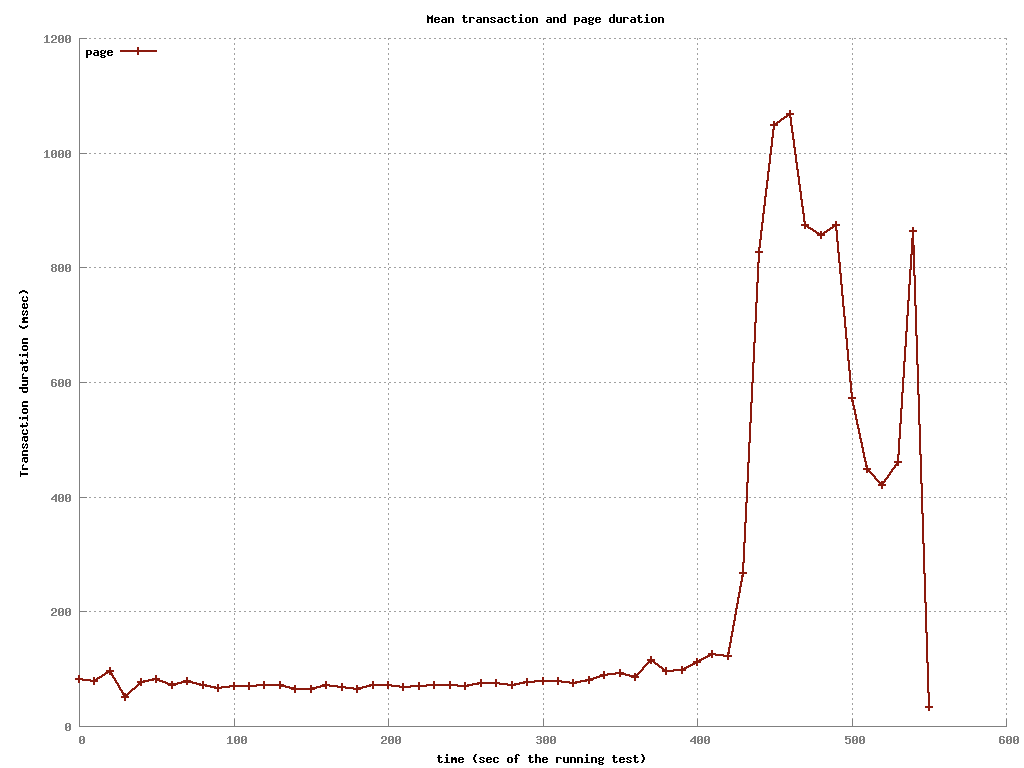 Mean transaction and page duration
page
1200
1000
800
600
400
200
0
Transaction duration (msec)
0 100 200 300 400 500 600
time (sec of the running test)